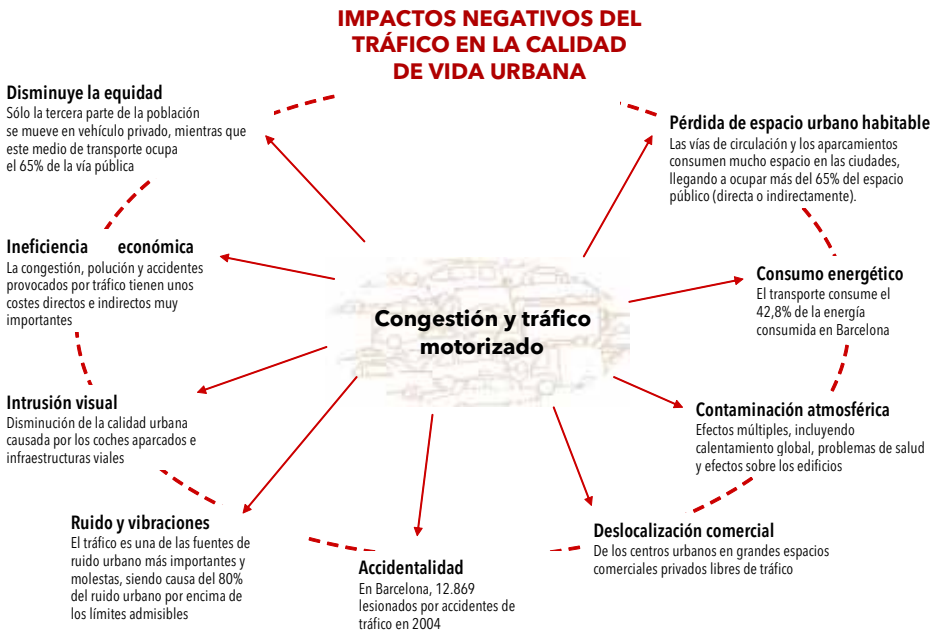 IMPACTOS NEGATIVOS DEL
TRÁFICO EN LA CALIDAD
DE VIDA URBANA
Disminuye la equidad
Sólo la tercera parte de la población
se mueve en vehículo privado, mientras que
este medio de transporte ocupa
el 65% de la vía pública
Pérdida de espacio urbano habitable
Las vías de circulación y los aparcamientos
consumen mucho espacio en las ciudades,
llegando a ocupar más del 65% del espacio
público (directa o indirectamente).
Ineficiencia económica
La congestión, polución y accidentes
provocados por tráfico tienen unos
costes directos e indirectos muy
importantes
Consumo energético
El transporte consume el
42,8% de la energía
consumida en Barcelona
Congestión y tráfico
motorizado
Intrusión visual
Disminución de la calidad urbana
causada por los coches aparcados e
infraestructuras viales
Contaminación atmosférica
Efectos múltiples, incluyendo
calentamiento global, problemas de salud
y efectos sobre los edificios
Ruido y vibraciones
El tráfico es una de las fuentes de
ruido urbano más importantes y
molestas, siendo causa del 80%
del ruido urbano por encima de
los límites admisibles
Accidentalidad
En Barcelona, 12.869
lesionados por accidentes de
tráfico en 2004
Deslocalización comercial
De los centros urbanos en grandes espacios
comerciales privados libres de tráfico